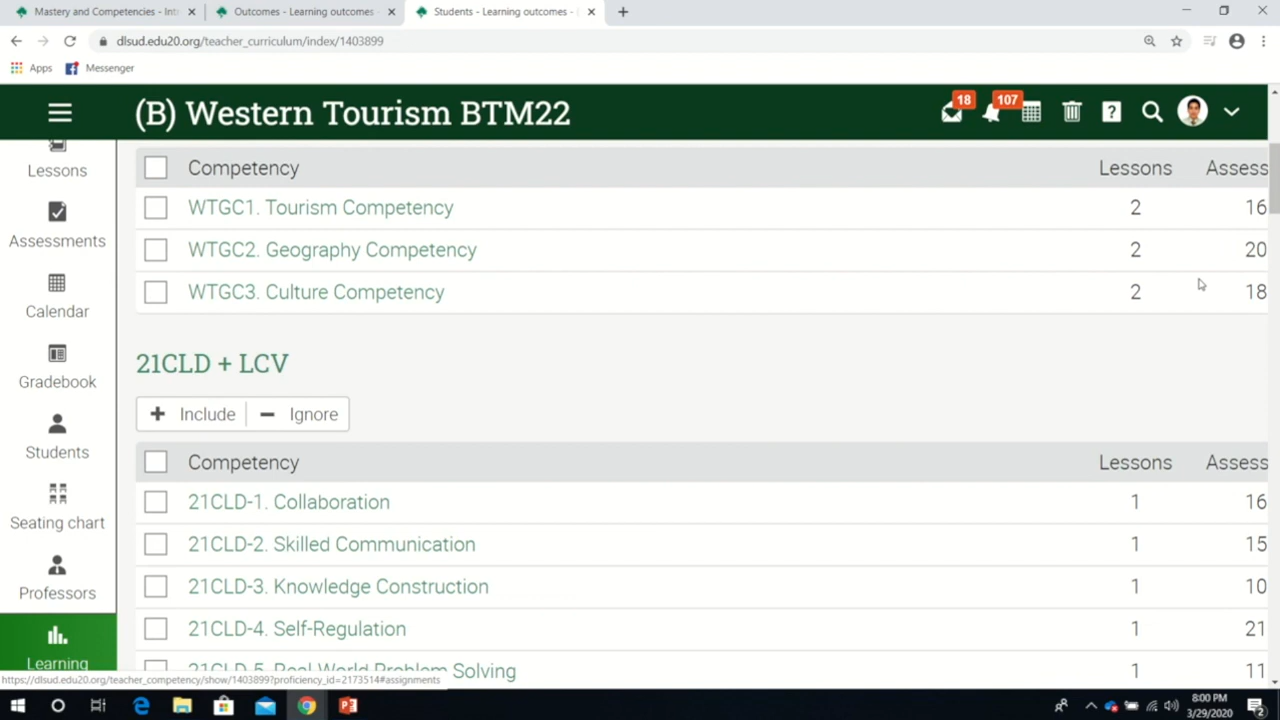 Mastery and Competencies - Int
Outcomes - Learning outcomes
Students - Learning outcomes - (
dlsud.edu20.org/teacher_curriculum/index/1403899
Apps
Messenger
(B) Western Tourism BTM22
18
107
Lessons
Assessments
Calendar
Gradebook
Students
Seating chart
Professors
Learning
Competency Lessons Assess
WTGC1. Tourism Competency 2 16
WTGC2. Geography Competency 2 20
WTGC3. Culture Competency 2 18
21CLD + LCV
+ Include − Ignore
Competency Lessons Assess
21CLD-1. Collaboration 1 16
21CLD-2. Skilled Communication 1 15
21CLD-3. Knowledge Construction 1 10
21CLD-4. Self-Regulation 1 21
21CLD-5. Real World Problem Solving 1 11
https://dlsud.edu20.org/teacher_competency/show/1403899?proficiency_id=2173514#assignments
8:00 PM
3/29/2020
2